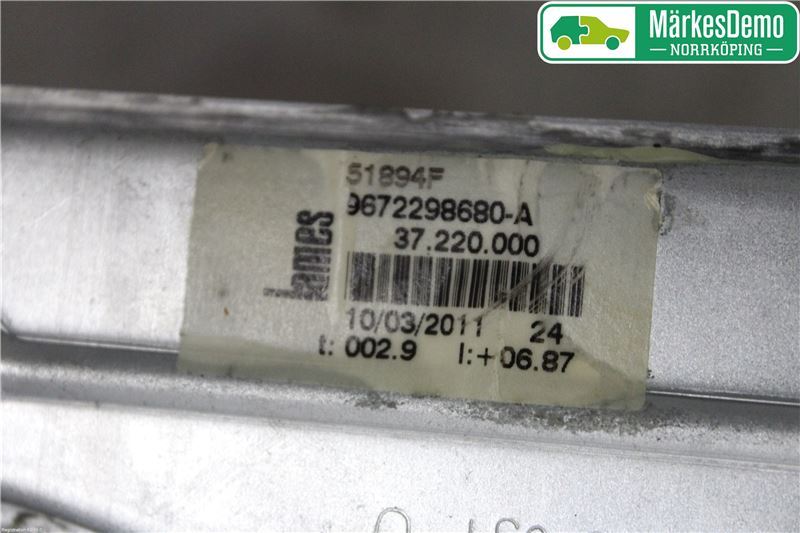 MärkesDemo
NORRKÖPING
51894F
9672298680-A
37.220.000
lames
10/03/2011 24
t: 002.9 l:+06.87